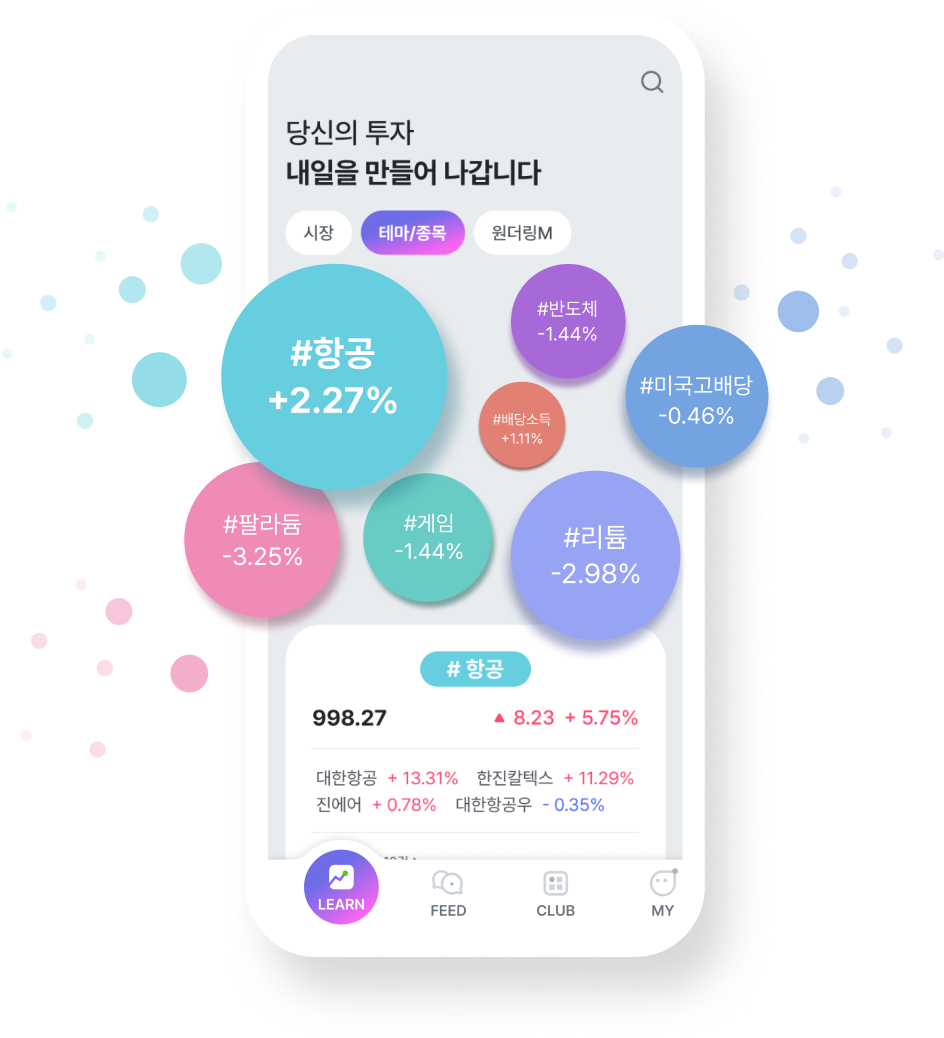 당신의 투자
내일을 만들어 나갑니다
시장 테마/종목 원더링M
#항공
+2.27%
#반도체
-1.44%
#미국고배당
-0.46%
#배당소득
+1.11%
#팔라듐
-3.25%
#게임
-1.44%
#리튬
-2.98%
# 항공
998.27 ▲ 8.23 + 5.75%
대한항공 + 13.31% 한진칼텍스 + 11.29%
진에어 + 0.78% 대한항공우 - 0.35%
LEARN FEED CLUB MY